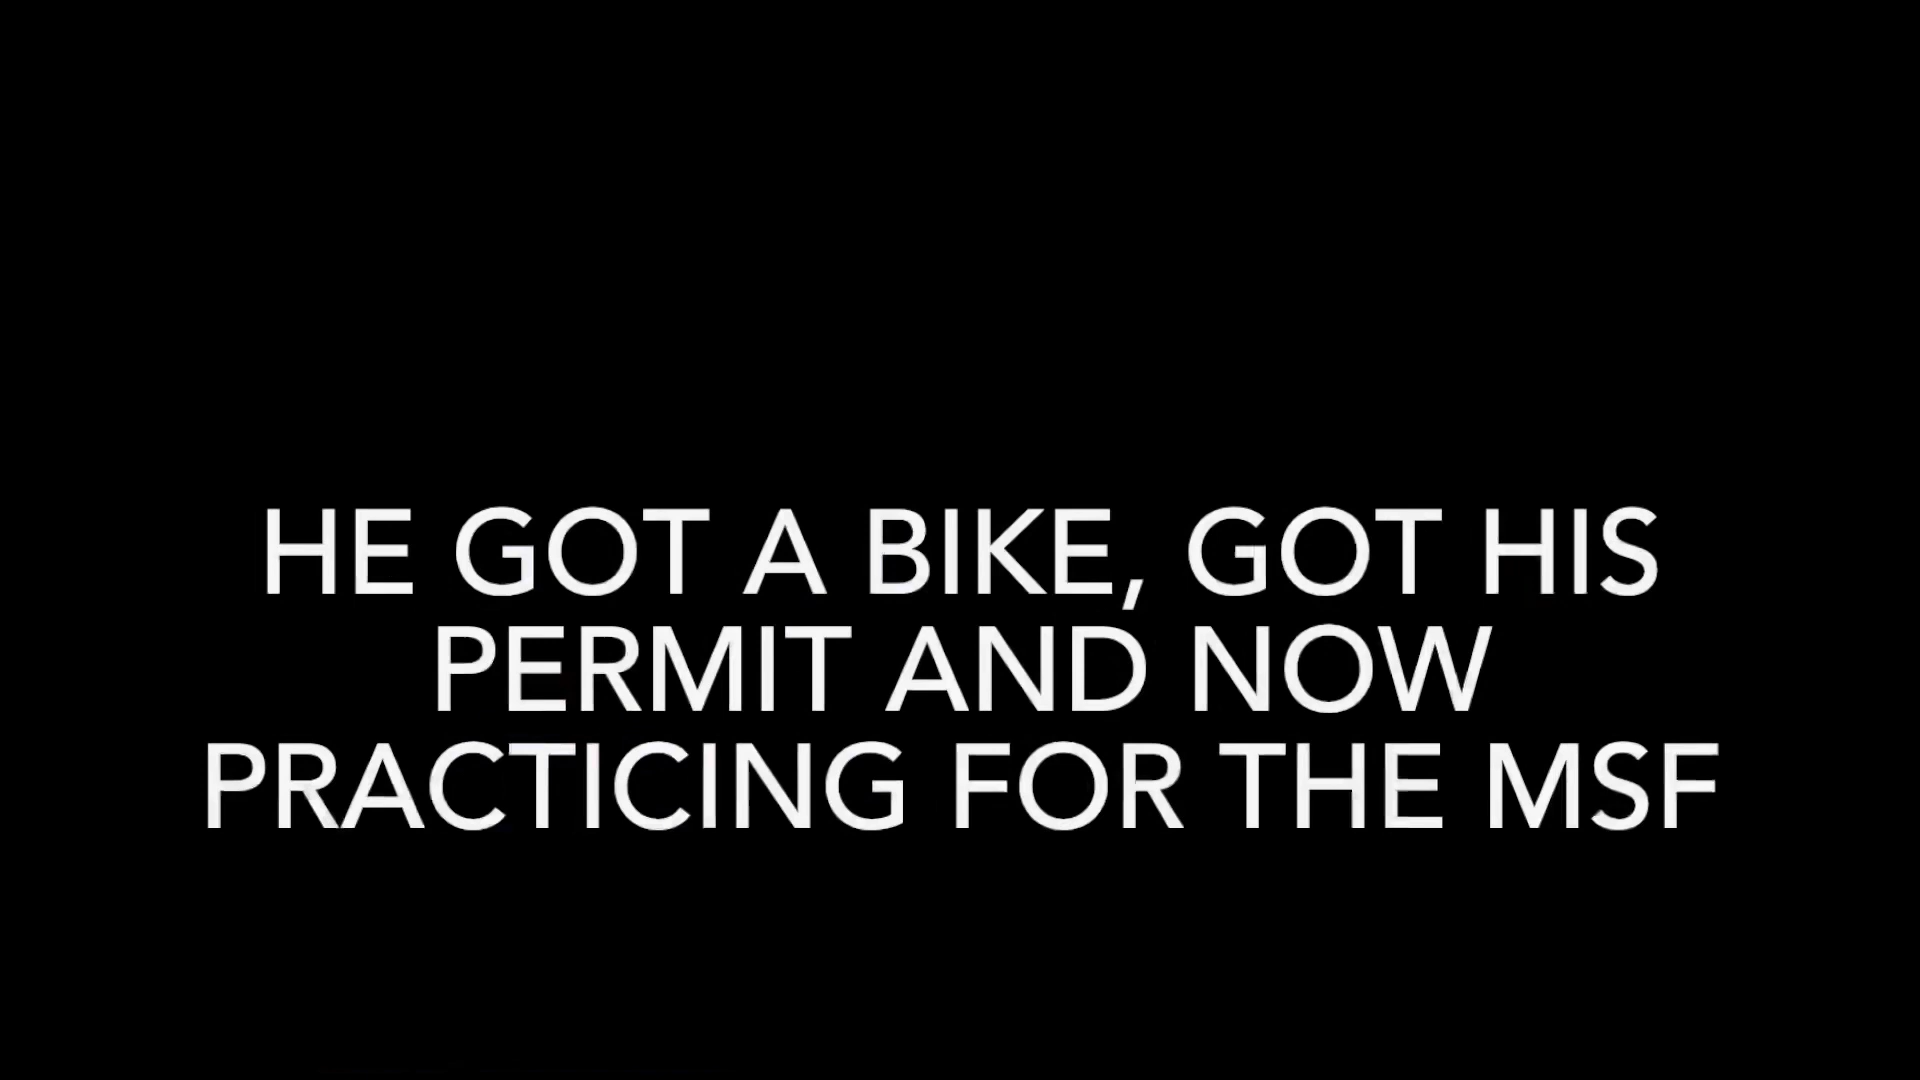 HE GOT A BIKE, GOT HIS
PERMIT AND NOW
PRACTICING FOR THE MSF